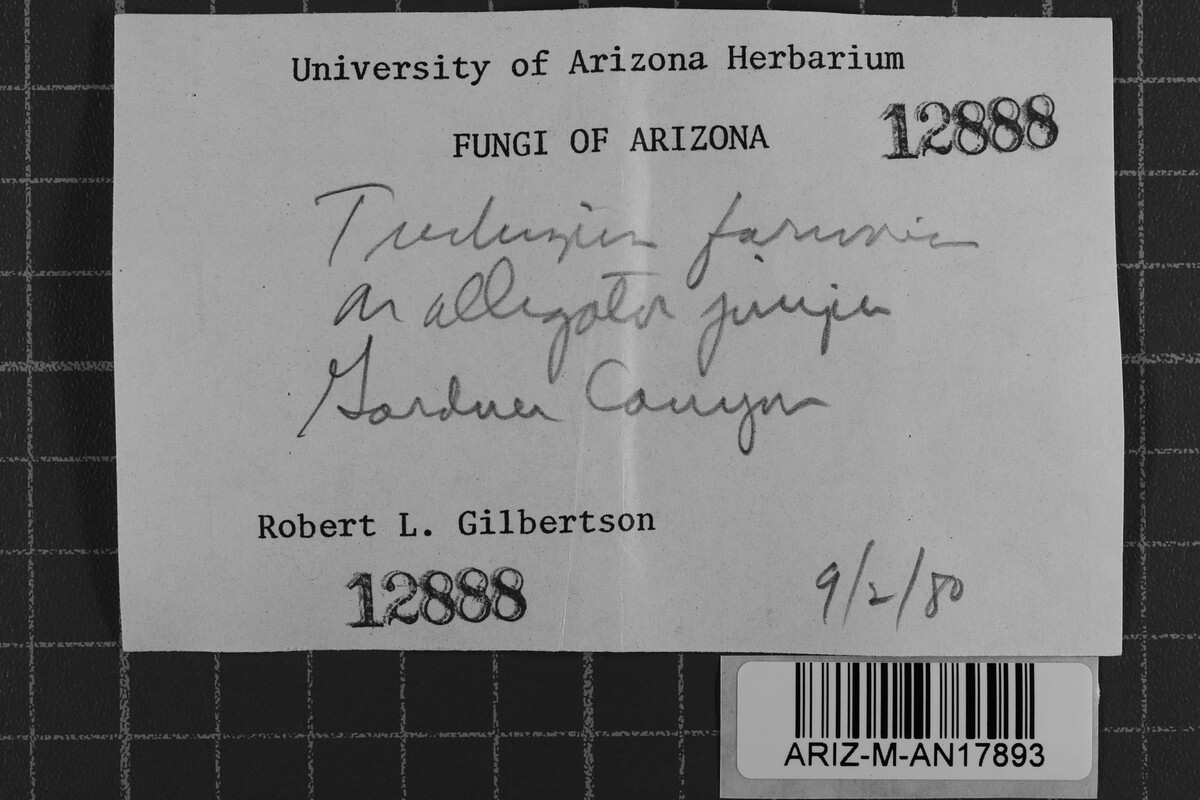 University of Arizona Herbarium
12888
FUNGI OF ARIZONA
Trechispora farinacea
on alligator juniper
Gardner Canyon
Robert L. Gilbertson
12888
9/2/80
ARIZ-M-AN17893